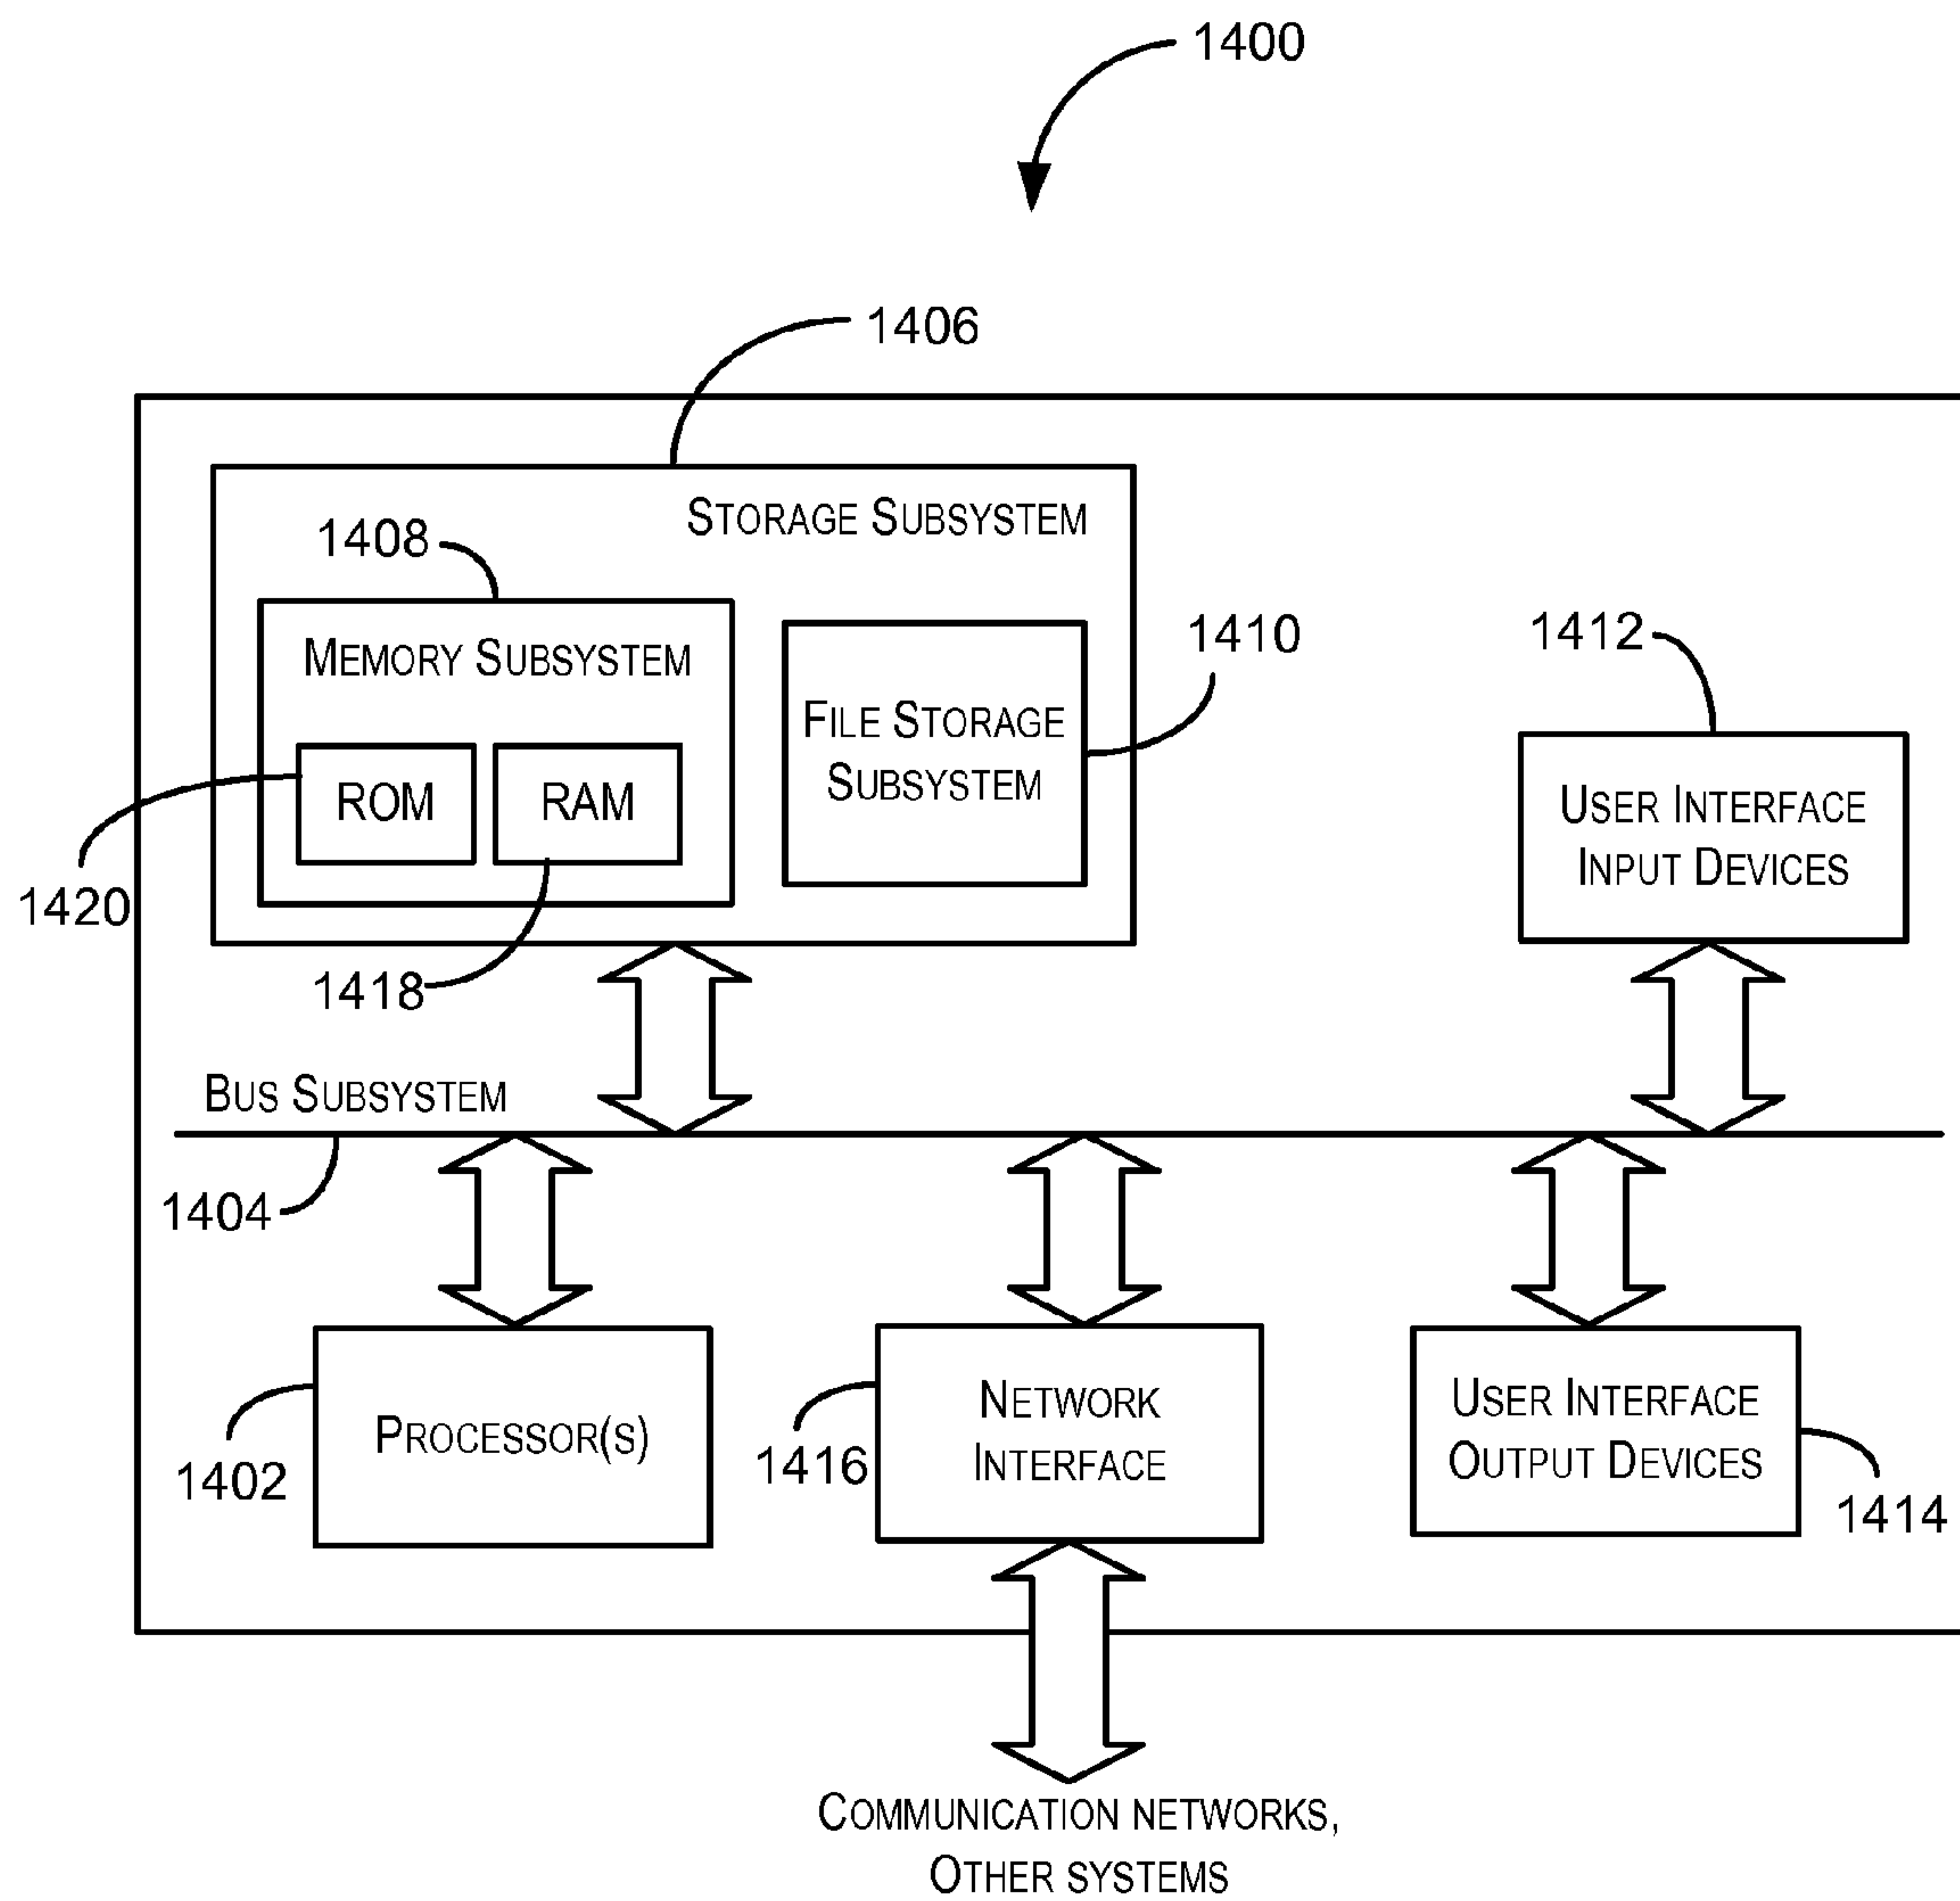 1400
1406
STORAGE SUBSYSTEM
1408
MEMORY SUBSYSTEM
1410
1412
FILE STORAGE
SUBSYSTEM
ROM
RAM
USER INTERFACE
INPUT DEVICES
1420
1418
BUS SUBSYSTEM
1404
PROCESSOR(S)
1402
NETWORK
INTERFACE
1416
USER INTERFACE
OUTPUT DEVICES
1414
COMMUNICATION NETWORKS,
OTHER SYSTEMS